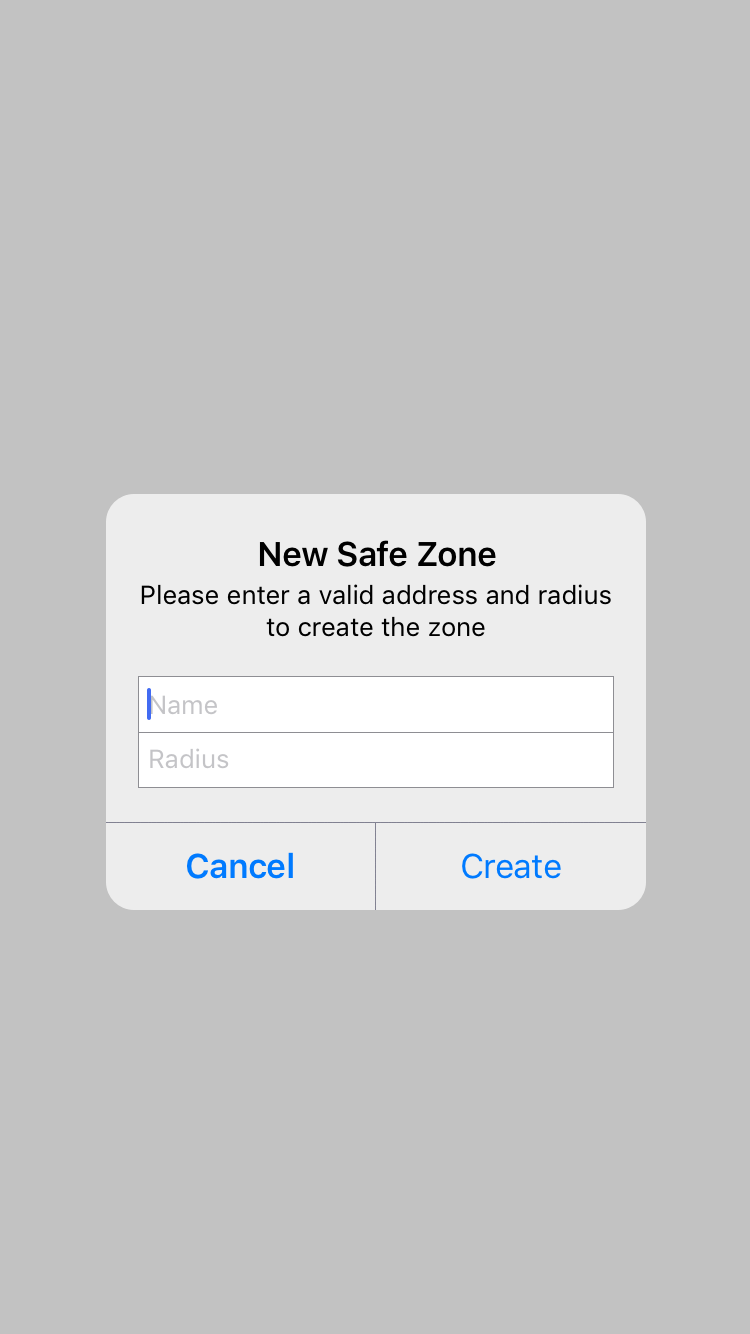 New Safe Zone
Please enter a valid address and radius
to create the zone
Name
Radius
Cancel
Create